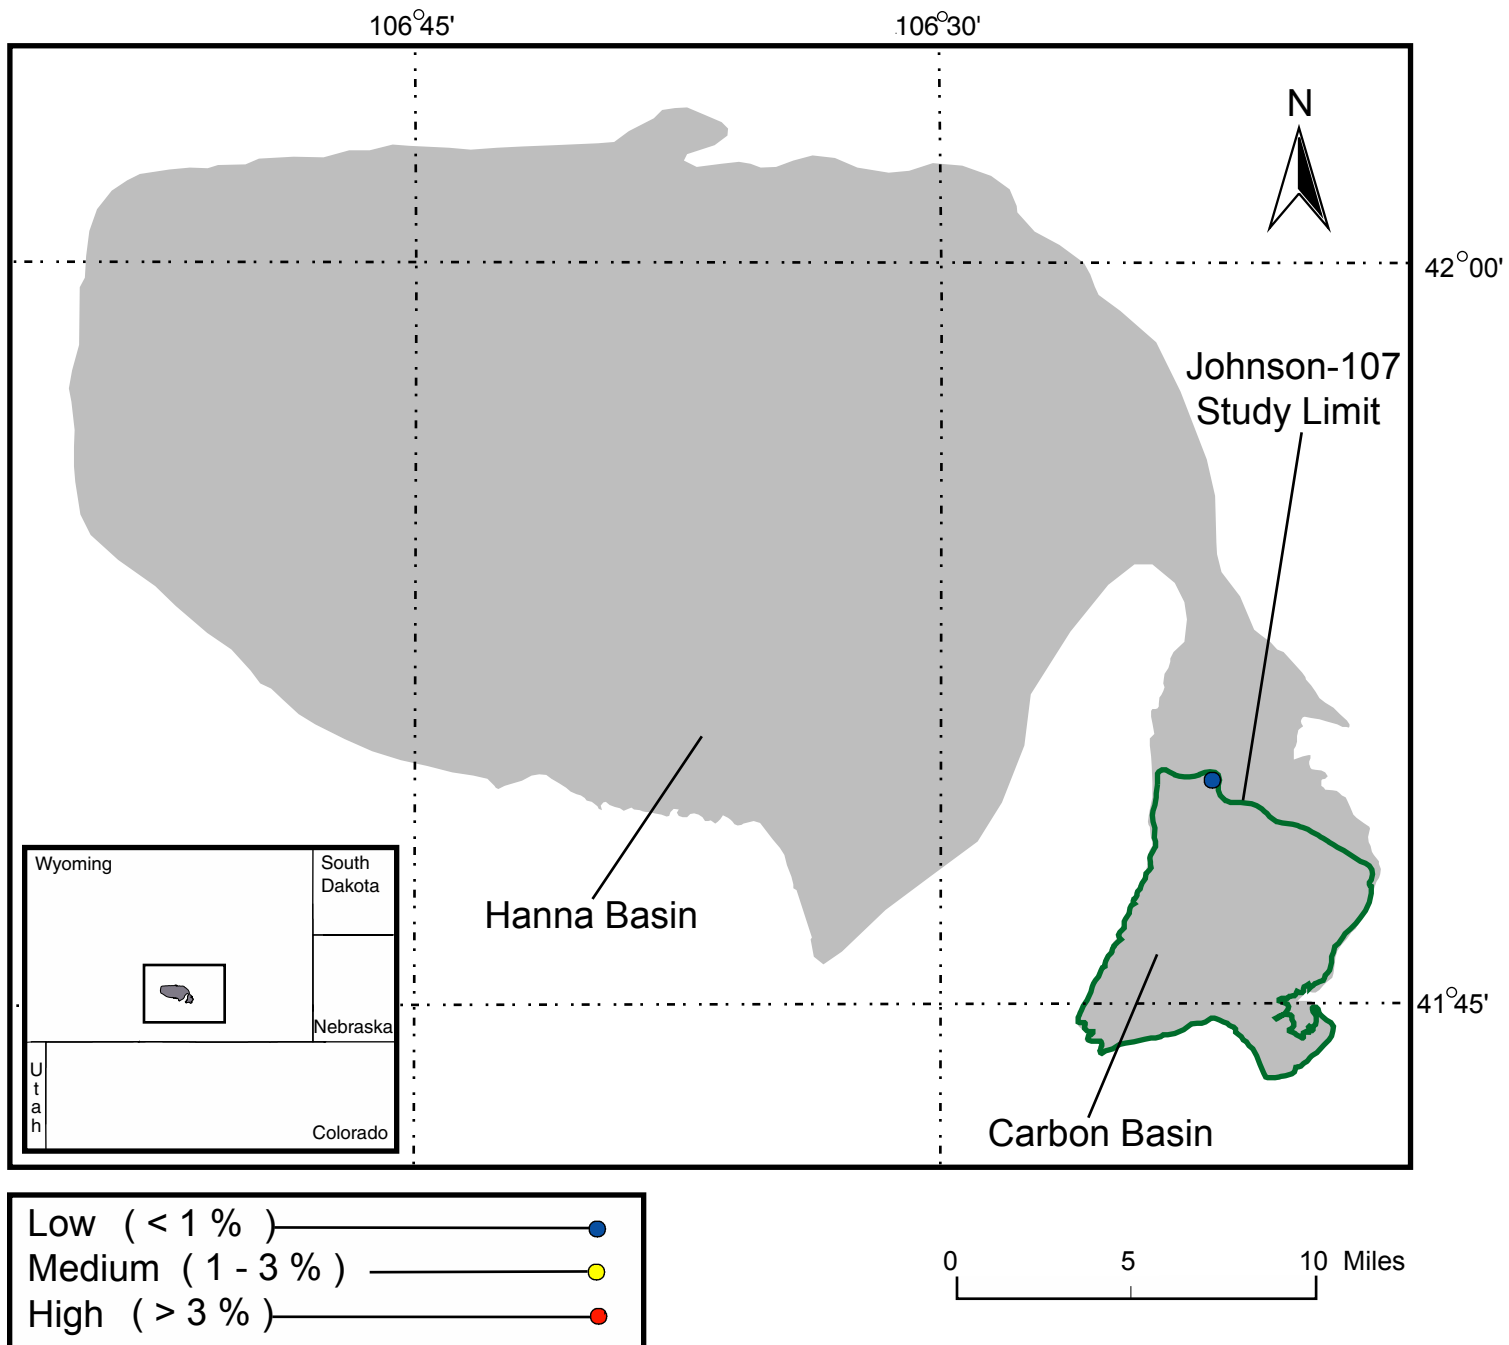 106°45'
106°30'
N
42°00'
Johnson-107
Study Limit
Hanna Basin
41°45'
Carbon Basin
Wyoming
South
Dakota
Nebraska
Utah
Colorado
Low ( < 1 % )
Medium ( 1 - 3 % )
High ( > 3 % )
0 5 10 Miles